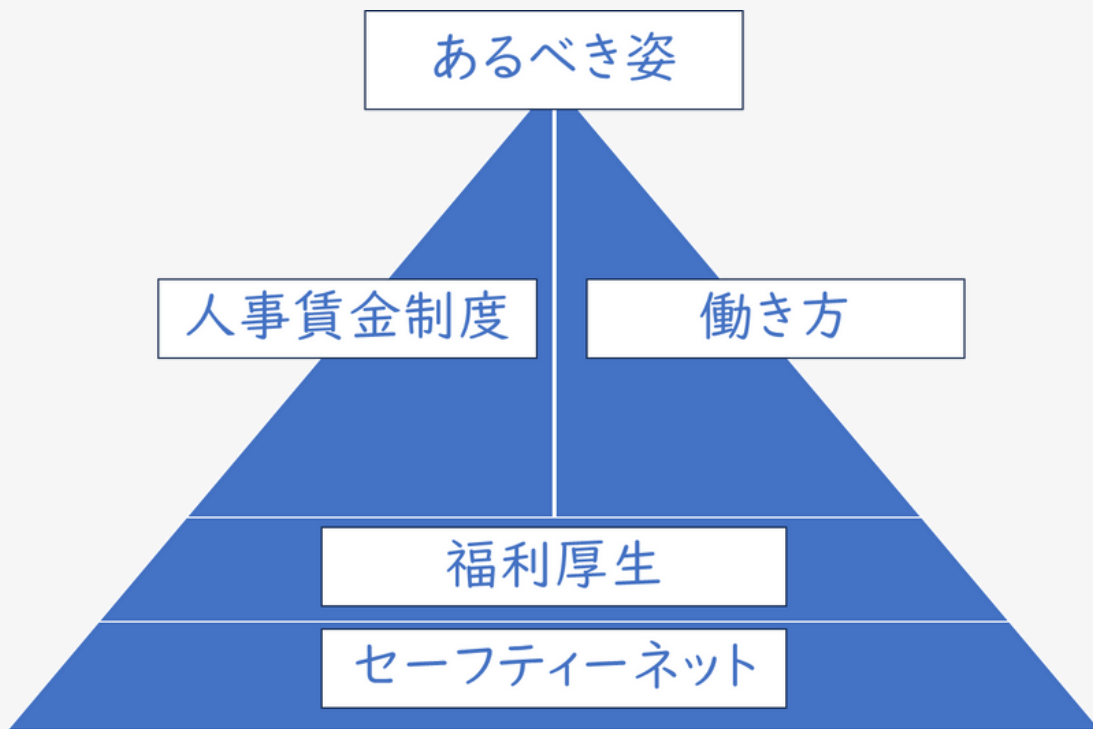 あるべき姿
人事賃金制度
働き方
福利厚生
セーフティーネット